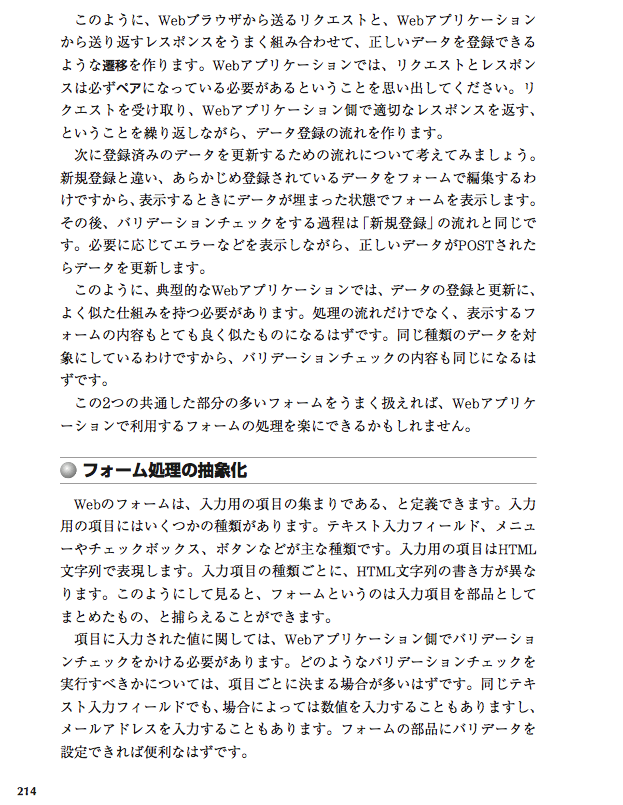 このように、Webブラウザから送るリクエストと、Webアプリケーション
から送り返すレスポンスをうまく組み合わせて、正しいデータを登録できる
ような遷移を作ります。Webアプリケーションでは、リクエストとレスポン
スは必ずペアになっている必要があるということを思い出してください。リ
クエストを受け取り、Webアプリケーション側で適切なレスポンスを返す、
ということを繰り返しながら、データ登録の流れを作ります。
次に登録済みのデータを更新するための流れについて考えてみましょう。
新規登録と違い、あらかじめ登録されているデータをフォームで編集するわ
けですから、表示するときにデータが埋まった状態でフォームを表示します。
その後、バリデーションチェックをする過程は「新規登録」の流れと同じで
す。必要に応じてエラーなどを表示しながら、正しいデータがPOSTされた
らデータを更新します。
このように、典型的なWebアプリケーションでは、データの登録と更新に、
よく似た仕組みを持つ必要があります。処理の流れだけでなく、表示するフ
ォームの内容もとても良く似たものになるはずです。同じ種類のデータを対
象にしているわけですから、バリデーションチェックの内容も同じになるは
ずです。
この2つの共通した部分の多いフォームをうまく扱えれば、Webアプリケ
ーションで利用するフォームの処理を楽にできるかもしれません。
フォーム処理の抽象化
Webのフォームは、入力用の項目の集まりである、と定義できます。入力
用の項目にはいくつかの種類があります。テキスト入力フィールド、メニュ
ーやチェックボックス、ボタンなどが主な種類です。入力用の項目はHTML
文字列で表現します。入力項目の種類ごとに、HTML文字列の書き方が異な
ります。このようにして見ると、フォームというのは入力項目を部品として
まとめたもの、と捕らえることができます。
項目に入力された値に関しては、Webアプリケーション側でバリデーショ
ンチェックをかける必要があります。どのようなバリデーションチェックを
実行すべきかについては、項目ごとに決まる場合が多いはずです。同じテキ
スト入力フィールドでも、場合によっては数値を入力することもありますし、
メールアドレスを入力することもあります。フォームの部品にバリデータを
設定できれば便利なはずです。
214